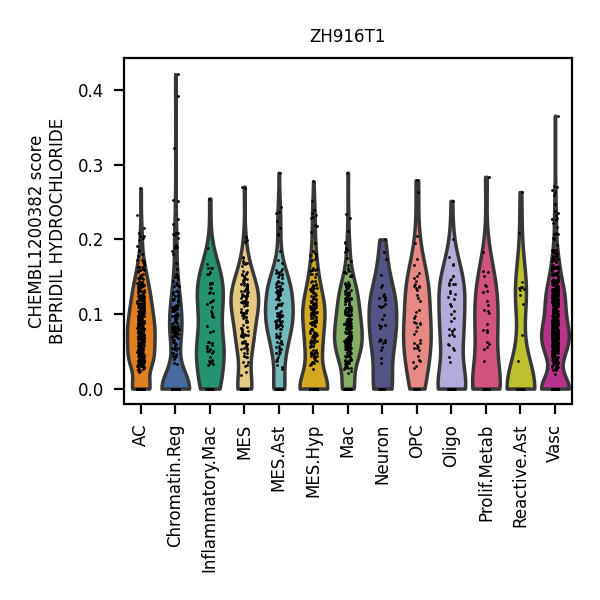 ZH916T1
CHEMBL1200382 score
BEPRIDIL HYDROCHLORIDE
0.4
0.3
0.2
0.1
0.0
AC
Chromatin.Reg
Inflammatory.Mac
MES
MES.Ast
MES.Hyp
Mac
Neuron
OPC
Oligo
Prolif.Metab
Reactive.Ast
Vasc